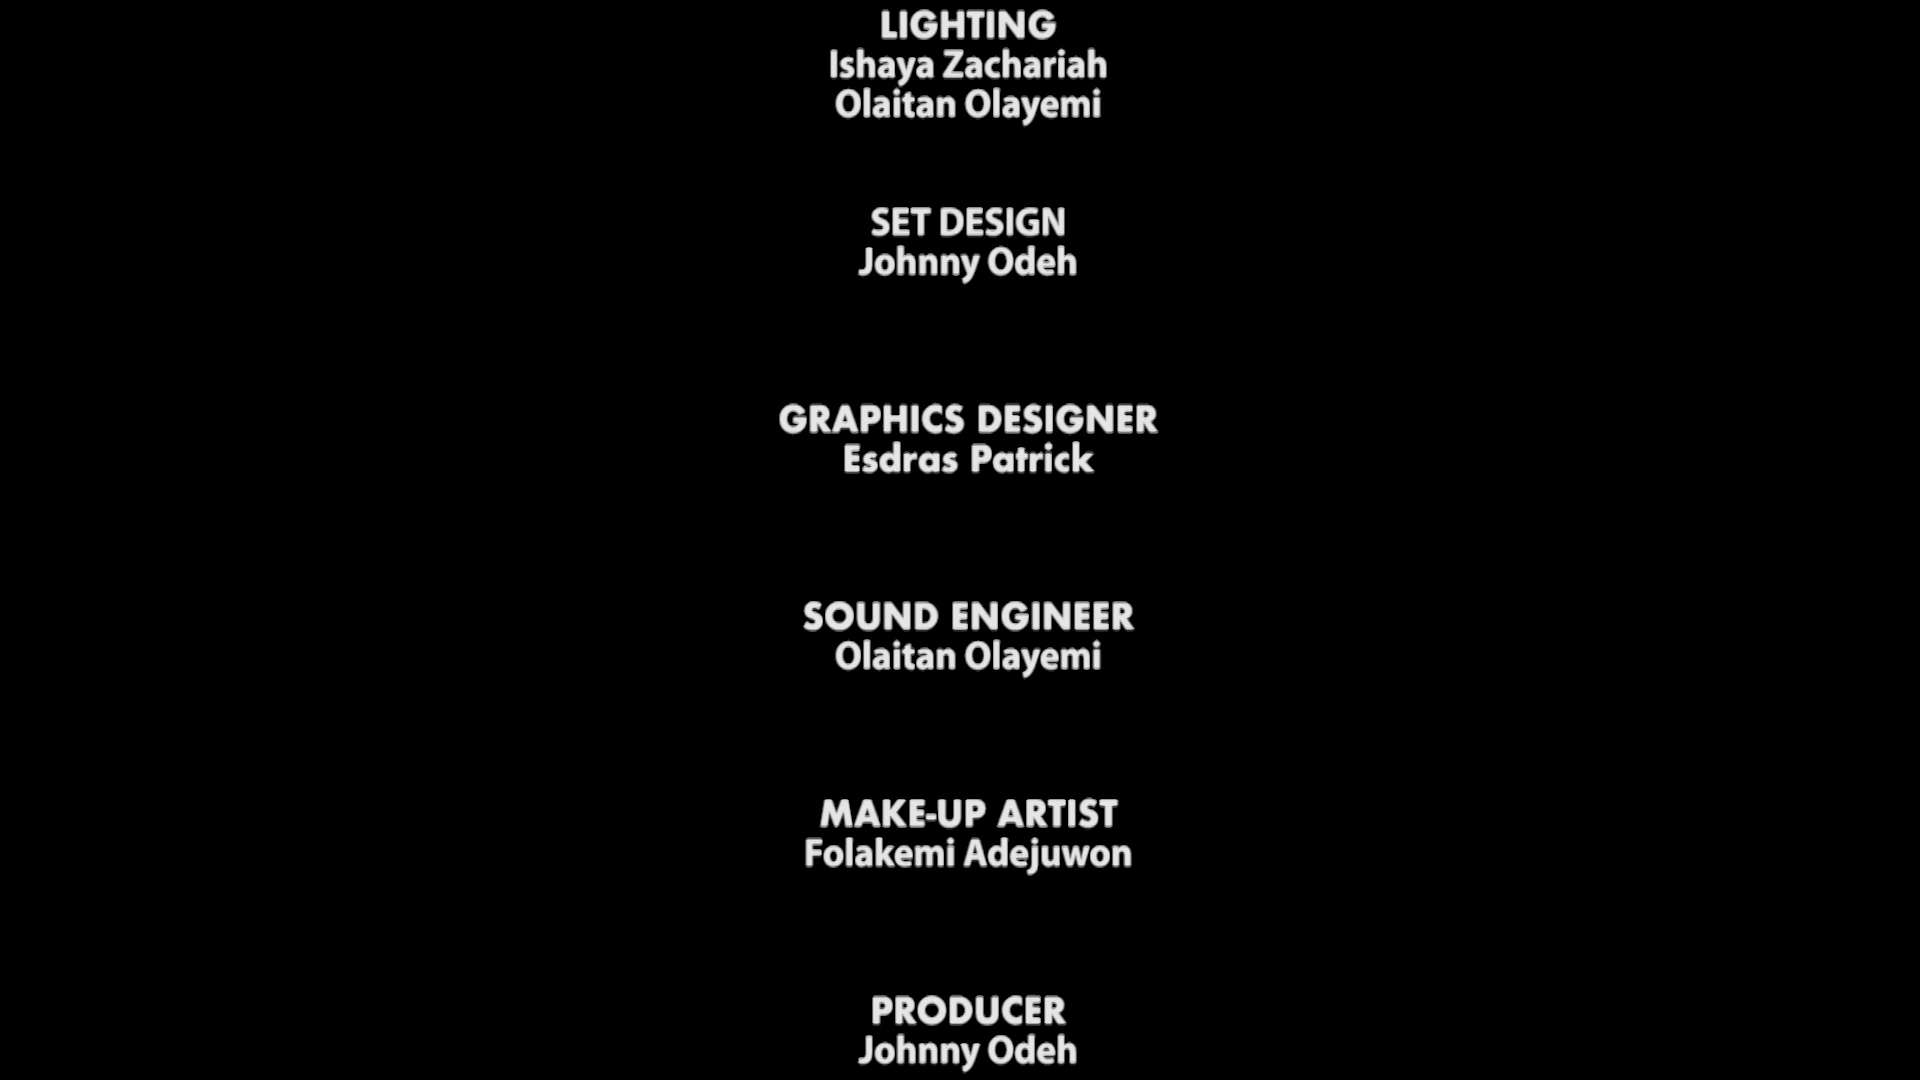 LIGHTING
Ishaya Zachariah
Olaitan Olayemi
SET DESIGN
Johnny Odeh
GRAPHICS DESIGNER
Esdras Patrick
SOUND ENGINEER
Olaitan Olayemi
MAKE-UP ARTIST
Folakemi Adejuwon
PRODUCER
Johnny Odeh